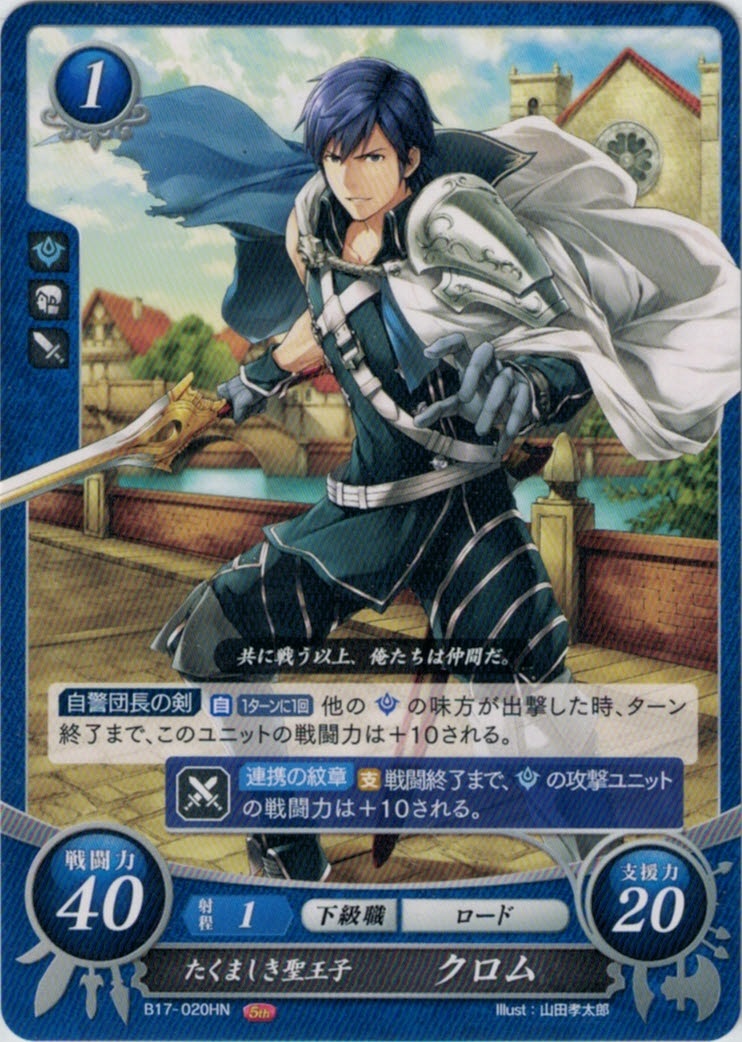 1
共に戦う以上、俺たちは仲間だ。
自警団長の剣 自 1ターンに1回 他の の味方が出撃した時、ターン
終了まで、このユニットの戦闘力は+10される。
連携の紋章 支 戦闘終了まで、 の攻撃ユニット
の戦闘力は+10される。
戦闘力
40
射程 1 下級職 ロード
支援力
20
たくましき聖王子 クロム
B17-020HN 5th Illust:山田孝太郎